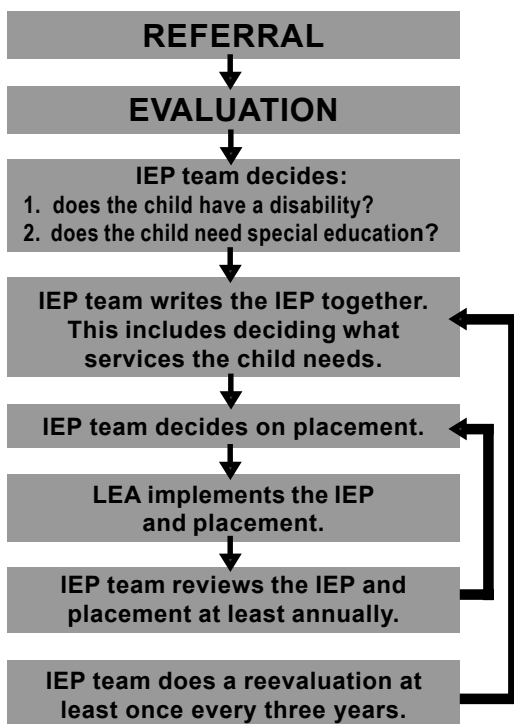 REFERRAL
EVALUATION
IEP team decides:
1. does the child have a disability?
2. does the child need special education?
IEP team writes the IEP together.
This includes deciding what
services the child needs.
IEP team decides on placement.
LEA implements the IEP
and placement.
IEP team reviews the IEP and
placement at least annually.
IEP team does a reevaluation at
least once every three years.